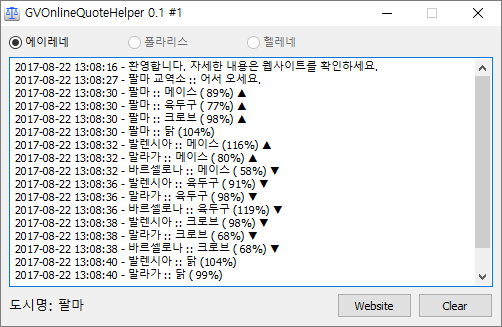 GVOnlineQuoteHelper 0.1 #1
에이레네 폴라리스 헬레네
2017-08-22 13:08:16 - 환영합니다. 자세한 내용은 웹사이트를 확인하세요.
2017-08-22 13:08:27 - 팔마 교역소 :: 어서 오세요.
2017-08-22 13:08:30 - 팔마 :: 메이스 ( 89%) ▲
2017-08-22 13:08:30 - 팔마 :: 육두구 ( 77%) ▲
2017-08-22 13:08:30 - 팔마 :: 크로브 ( 98%) ▲
2017-08-22 13:08:30 - 팔마 :: 닭 (104%)
2017-08-22 13:08:32 - 발렌시아 :: 메이스 (116%) ▲
2017-08-22 13:08:32 - 말라가 :: 메이스 ( 80%) ▲
2017-08-22 13:08:32 - 바르셀로나 :: 메이스 ( 58%) ▼
2017-08-22 13:08:36 - 발렌시아 :: 육두구 ( 91%) ▼
2017-08-22 13:08:36 - 말라가 :: 육두구 ( 98%) ▼
2017-08-22 13:08:36 - 바르셀로나 :: 육두구 (119%) ▼
2017-08-22 13:08:38 - 발렌시아 :: 크로브 ( 98%) ▼
2017-08-22 13:08:38 - 말라가 :: 크로브 ( 68%) ▼
2017-08-22 13:08:38 - 바르셀로나 :: 크로브 ( 68%) ▼
2017-08-22 13:08:40 - 발렌시아 :: 닭 (104%)
2017-08-22 13:08:40 - 말라가 :: 닭 ( 99%)
도시명: 팔마 Website Clear